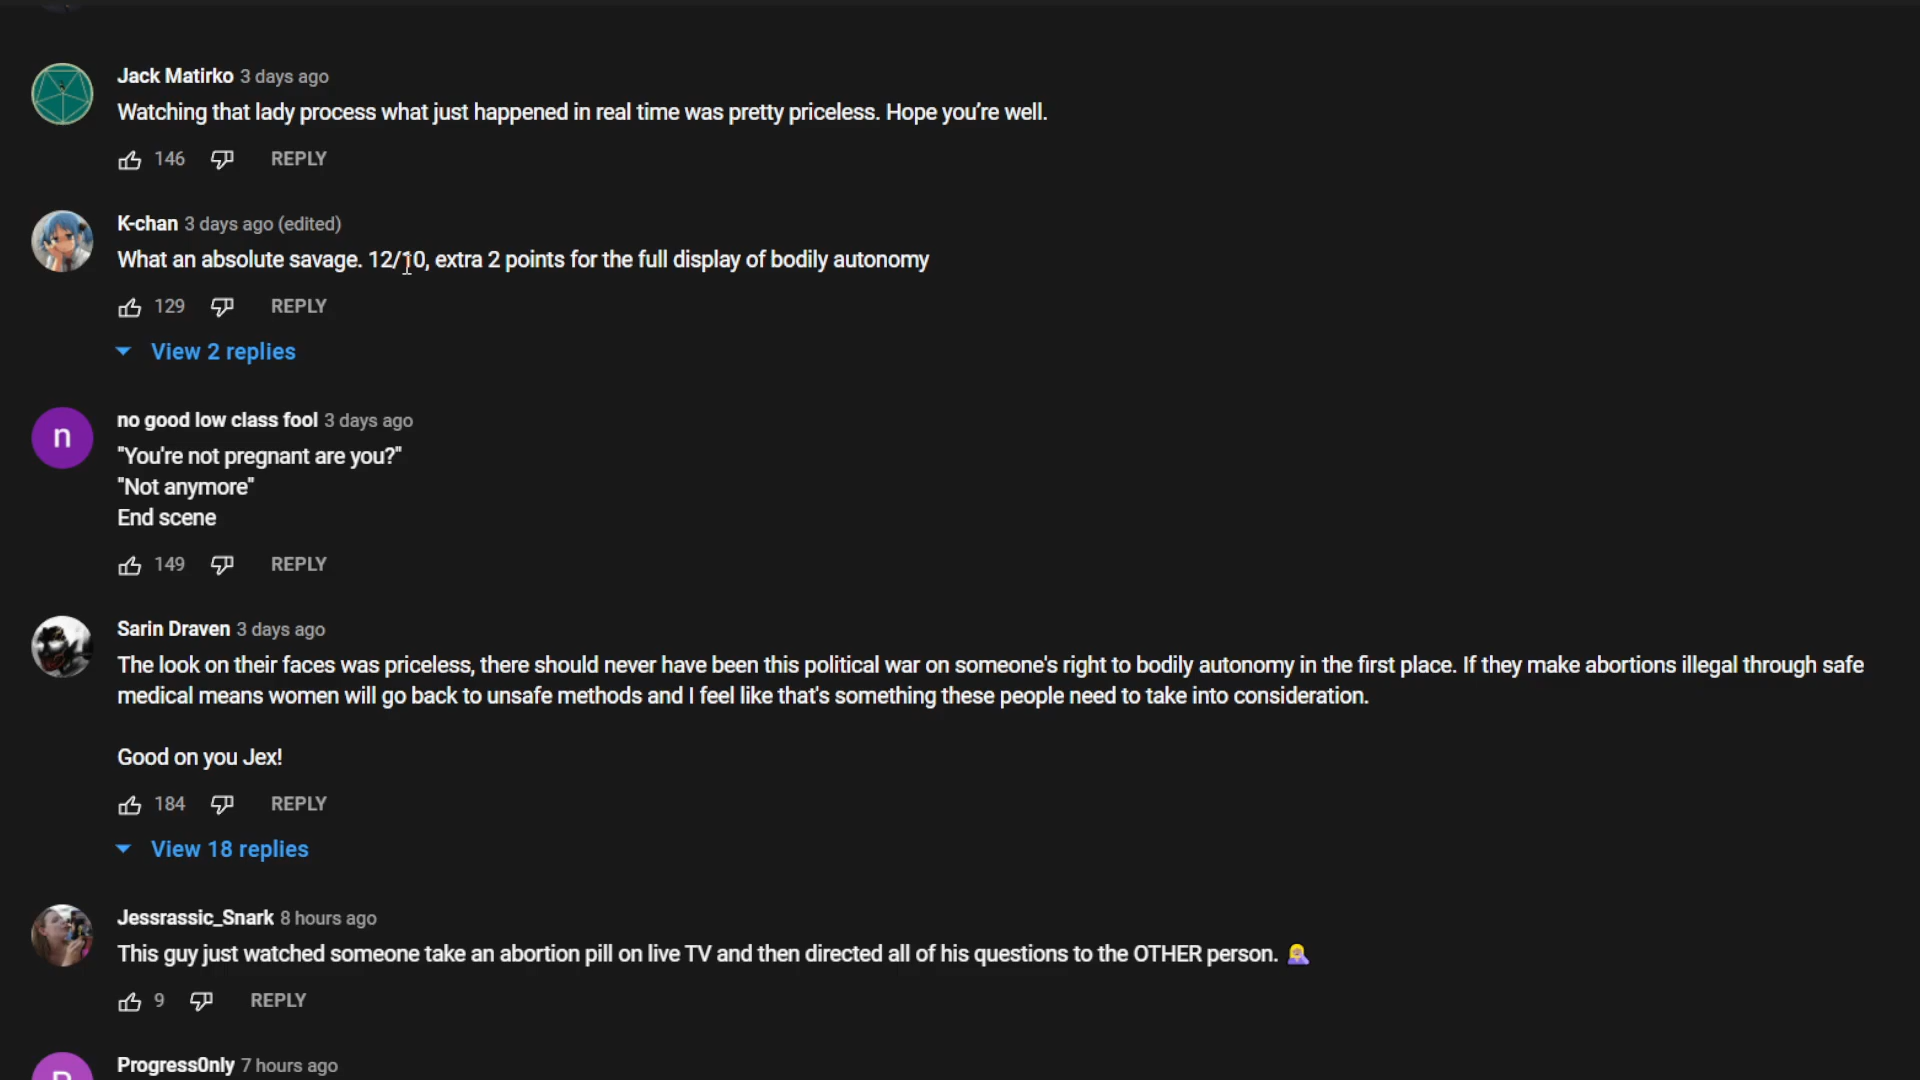 Jack Matirko 3 days ago
Watching that lady process what just happened in real time was pretty priceless. Hope you're well.
146 REPLY
K-chan 3 days ago (edited)
What an absolute savage. 12/10, extra 2 points for the full display of bodily autonomy
129 REPLY
View 2 replies
n
no good low class fool 3 days ago
"You're not pregnant are you?"
"Not anymore"
End scene
149 REPLY
Sarin Draven 3 days ago
The look on their faces was priceless, there should never have been this political war on someone's right to bodily autonomy in the first place. If they make abortions illegal through safe
medical means women will go back to unsafe methods and I feel like that's something these people need to take into consideration.
Good on you Jex!
184 REPLY
View 18 replies
Jessrassic_Snark 8 hours ago
This guy just watched someone take an abortion pill on live TV and then directed all of his questions to the OTHER person. 🤦‍♀️
9 REPLY
Progress0nly 7 hours ago